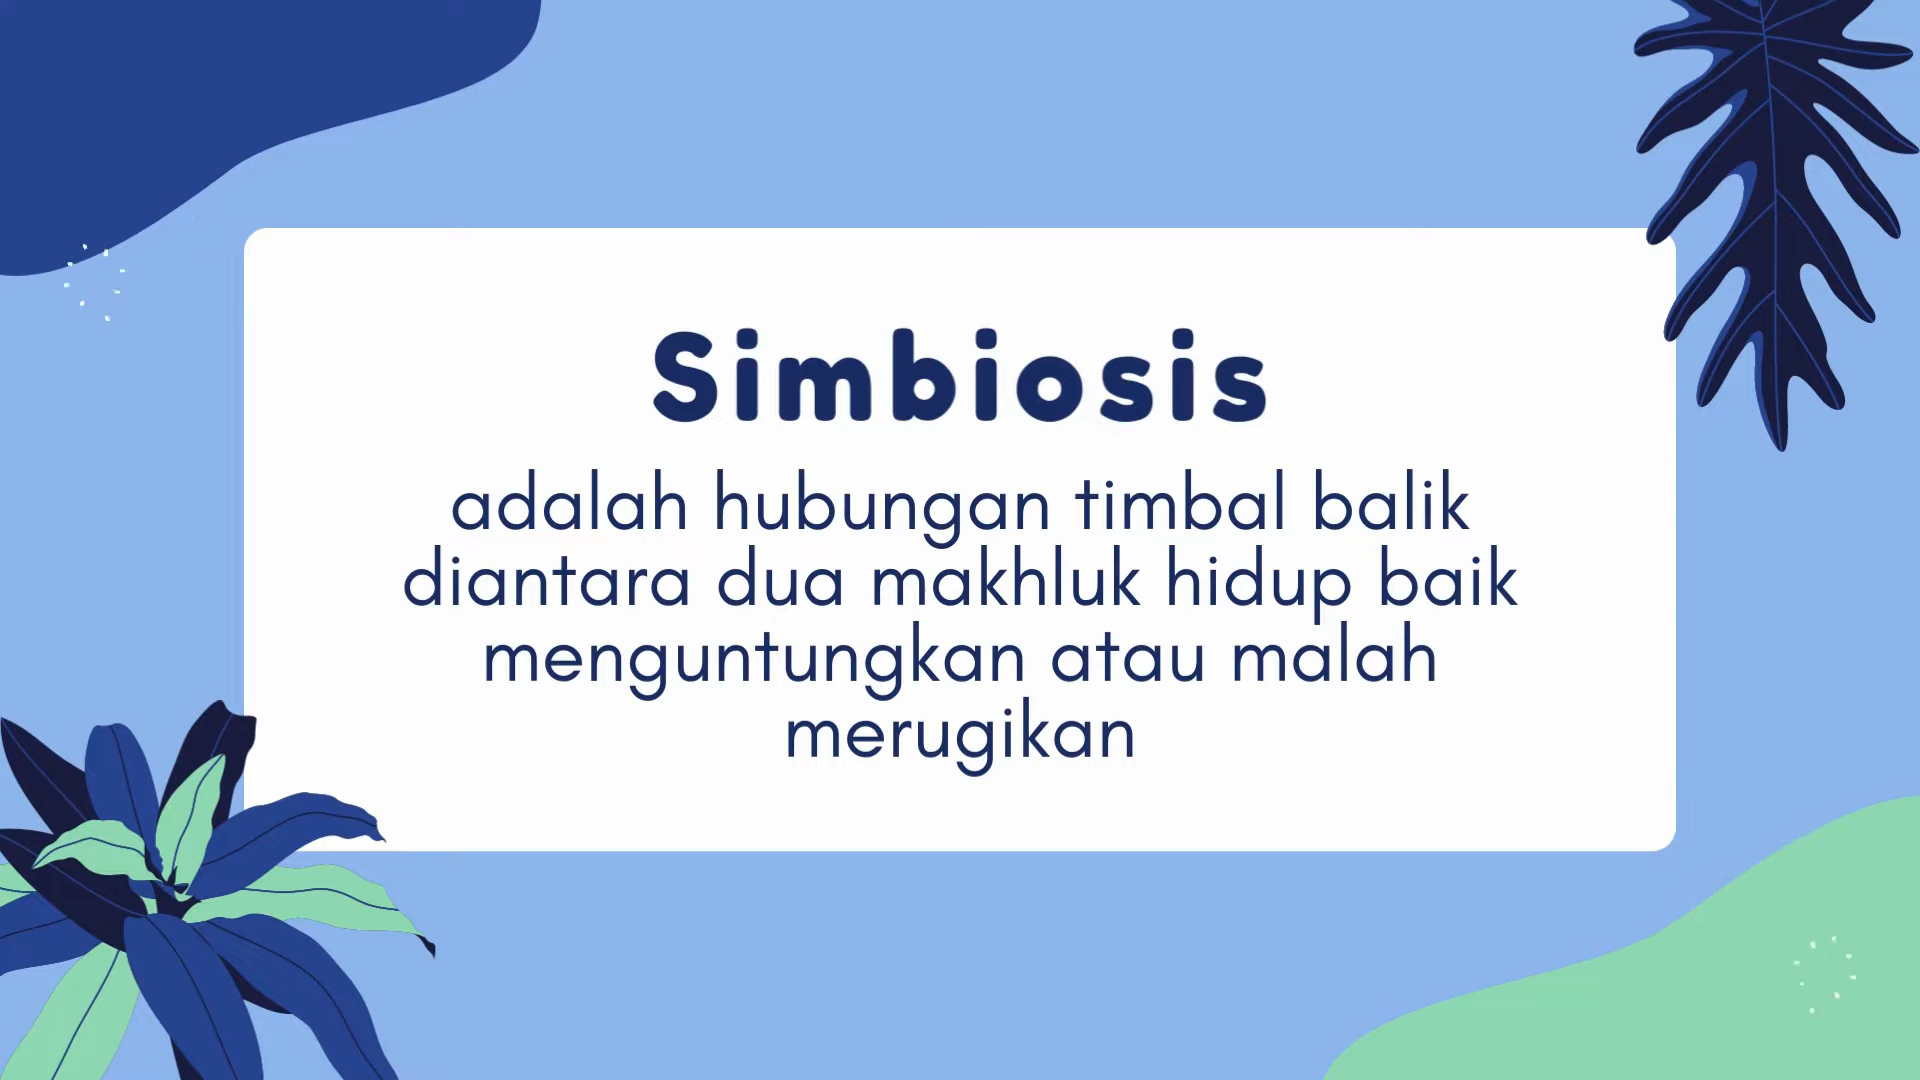 Simbiosis
adalah hubungan timbal balik
diantara dua makhluk hidup baik
menguntungkan atau malah
merugikan